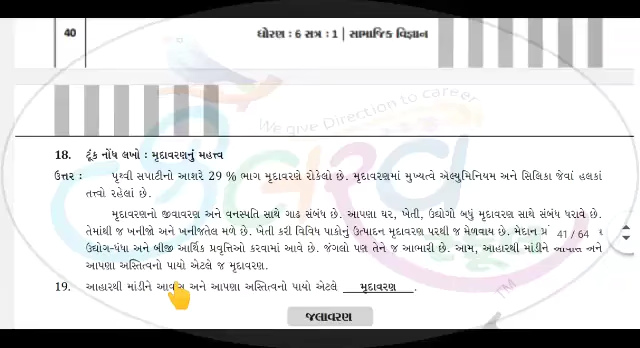 40
ધોરણ : 6 સત્ર : 1 | સામાજિક વિજ્ઞાન
We give Direction to career
18. ટૂંક નોંધ લખો : મૃદાવરણનું મહત્ત્વ
ઉત્તર : પૃથ્વી સપાટીનો આશરે 29 % ભાગ મૃદાવરણે રોકેલો છે. મૃદાવરણમાં મુખ્યત્વે એલ્યુમિનિયમ અને સિલિકા જેવાં હલકાં
તત્ત્વો રહેલાં છે.
મૃદાવરણનો જીવાવરણ અને વનસ્પતિ સાથે ગાઢ સંબંધ છે. આપણા ઘર, ખેતી, ઉદ્યોગો બધું મૃદાવરણ સાથે સંબંધ ધરાવે છે.
તેમાંથી જ ખનીજો અને ખનીજતેલ મળે છે. ખેતી કરી વિવિધ પાકોનું ઉત્પાદન મૃદાવરણ પરથી જ મેળવાય છે. મેદાન પ્ર 41 / 64
ઉદ્યોગ-ધંધા અને બીજી આર્થિક પ્રવૃત્તિઓ કરવામાં આવે છે. જંગલો પણ તેને જ આભારી છે. આમ, આહારથી માંડીને આવાસ અને
આપણા અસ્તિત્વનો પાયો એટલે જ મૃદાવરણ.
19. આહારથી માંડીને આવાસ અને આપણા અસ્તિત્વનો પાયો એટલે મૃદાવરણ .
TM
જલાવરણ